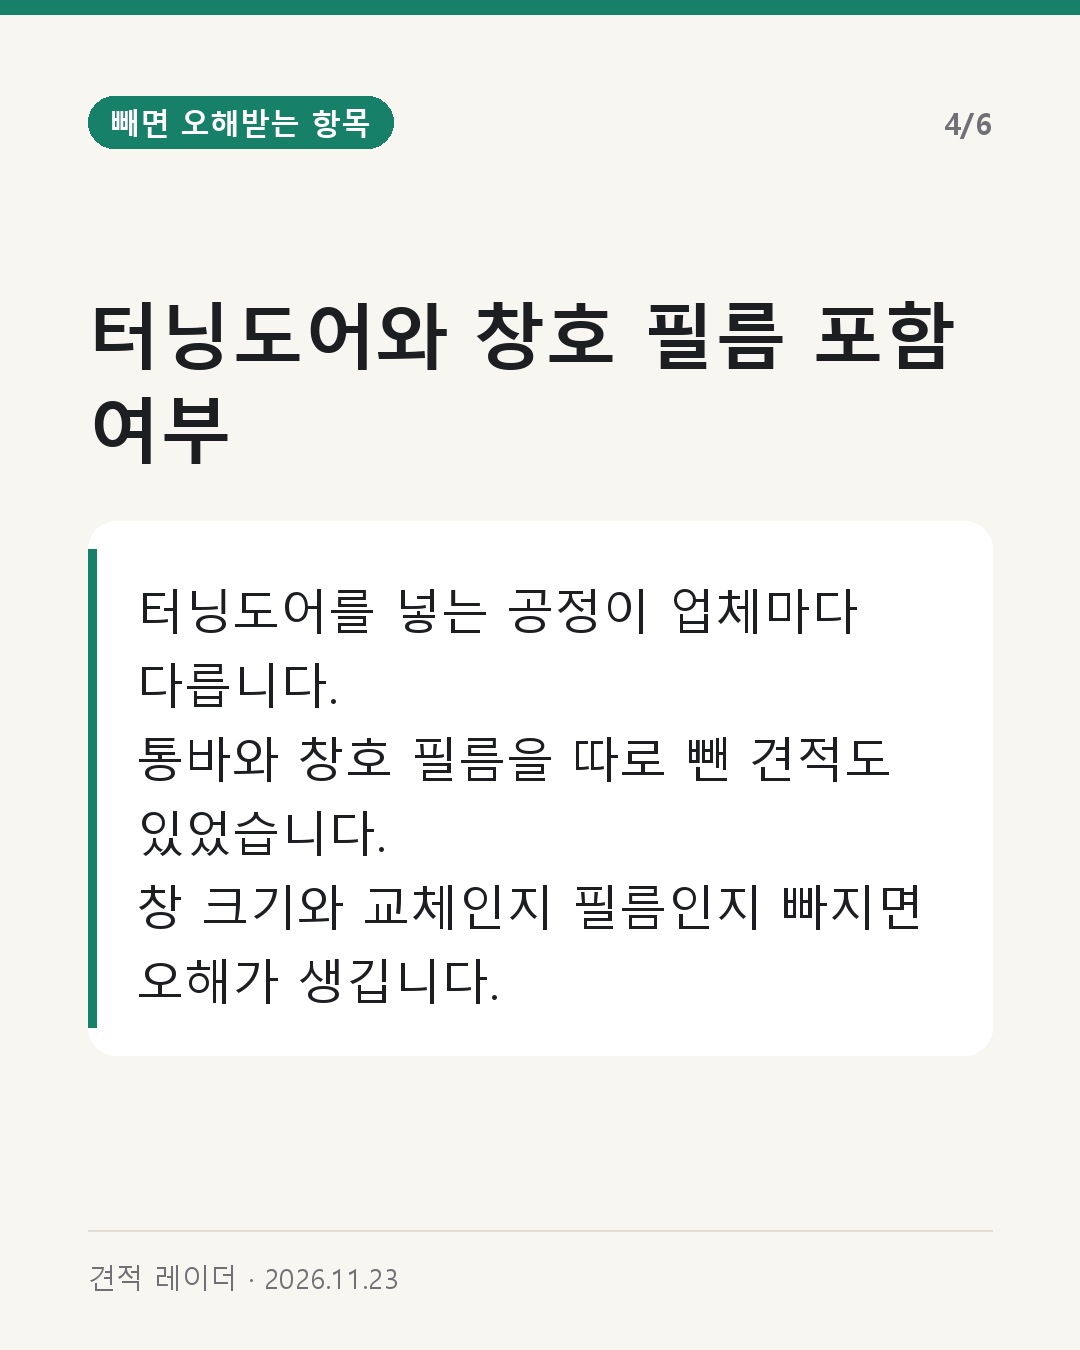 빼면 오해받는 항목
4/6
터닝도어와 창호 필름 포함
여부
터닝도어를 넣는 공정이 업체마다
다릅니다.
통바와 창호 필름을 따로 뺀 견적도
있었습니다.
창 크기와 교체인지 필름인지 빠지면
오해가 생깁니다.
견적 레이더 · 2026.11.23